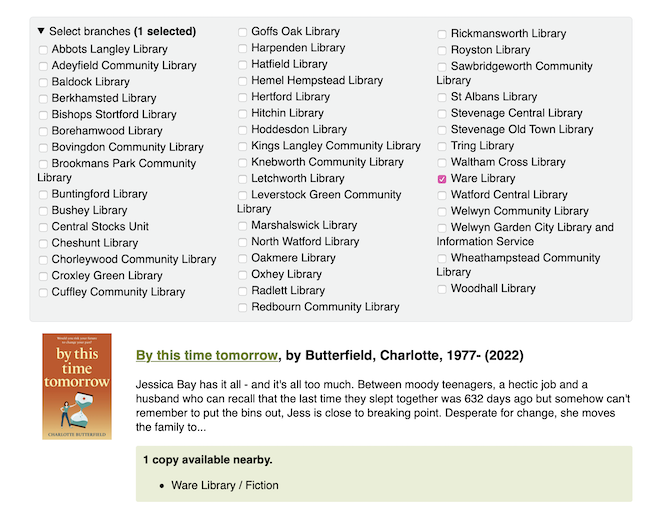 ▼ Select branches (1 selected)
Abbots Langley Library
Adeyfield Community Library
Baldock Library
Berkhamsted Library
Bishops Stortford Library
Borehamwood Library
Bovingdon Community Library
Brookmans Park Community
Library
Buntingford Library
Bushey Library
Central Stocks Unit
Cheshunt Library
Chorleywood Community Library
Croxley Green Library
Cuffley Community Library
Goffs Oak Library
Harpenden Library
Hatfield Library
Hemel Hempstead Library
Hertford Library
Hitchin Library
Hoddesdon Library
Kings Langley Community Library
Knebworth Community Library
Letchworth Library
Leverstock Green Community
Library
Marshalswick Library
North Watford Library
Oakmere Library
Oxhey Library
Radlett Library
Redbourn Community Library
Rickmansworth Library
Royston Library
Sawbridgeworth Community
Library
St Albans Library
Stevenage Central Library
Stevenage Old Town Library
Tring Library
Waltham Cross Library
Ware Library
Watford Central Library
Welwyn Community Library
Welwyn Garden City Library and
Information Service
Wheathampstead Community
Library
Woodhall Library
Would you risk your future
to change your past?
by this
time
tomorrow
CHARLOTTE BUTTERFIELD
By this time tomorrow, by Butterfield, Charlotte, 1977- (2022)
Jessica Bay has it all - and it's all too much. Between moody teenagers, a hectic job and a
husband who can recall that the last time they slept together was 632 days ago but somehow can't
remember to put the bins out, Jess is close to breaking point. Desperate for change, she moves
the family to...
1 copy available nearby.
• Ware Library / Fiction